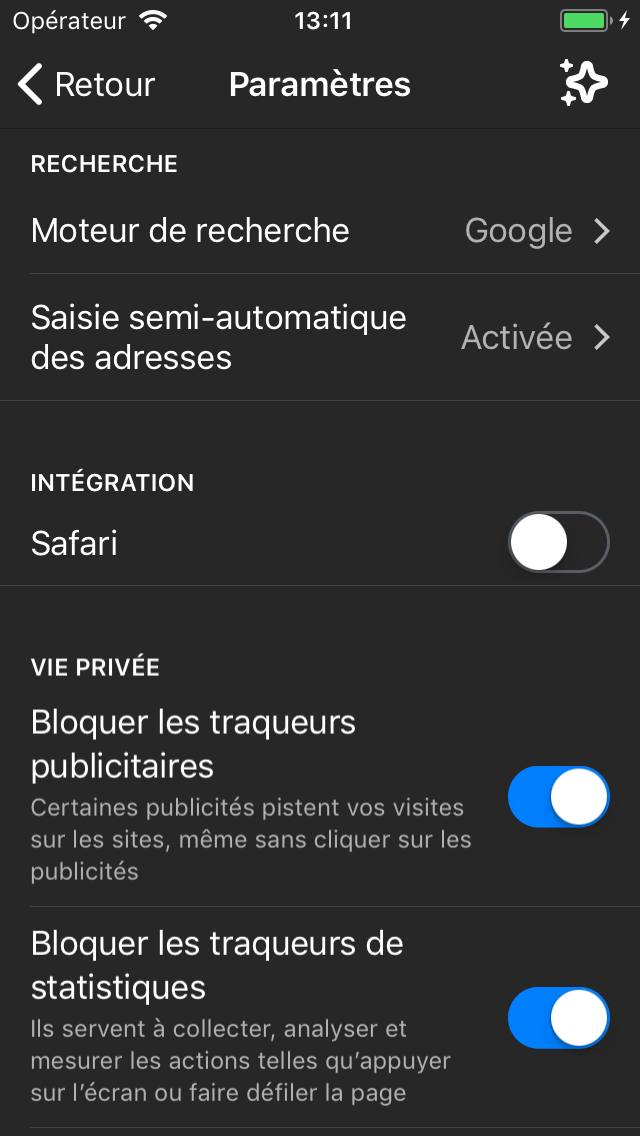 Opérateur 13:11
Retour Paramètres
RECHERCHE
Moteur de recherche Google
Saisie semi-automatique
des adresses Activée
INTÉGRATION
Safari
VIE PRIVÉE
Bloquer les traqueurs
publicitaires
Certaines publicités pistent vos visites
sur les sites, même sans cliquer sur les
publicités
Bloquer les traqueurs de
statistiques
Ils servent à collecter, analyser et
mesurer les actions telles qu’appuyer
sur l’écran ou faire défiler la page